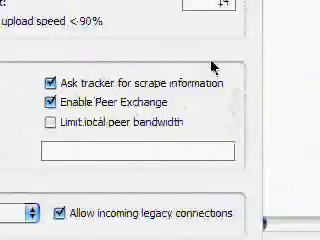 14
upload speed <90%
Ask tracker for scrape information
Enable Peer Exchange
Limit local peer bandwidth
Allow incoming legacy connections